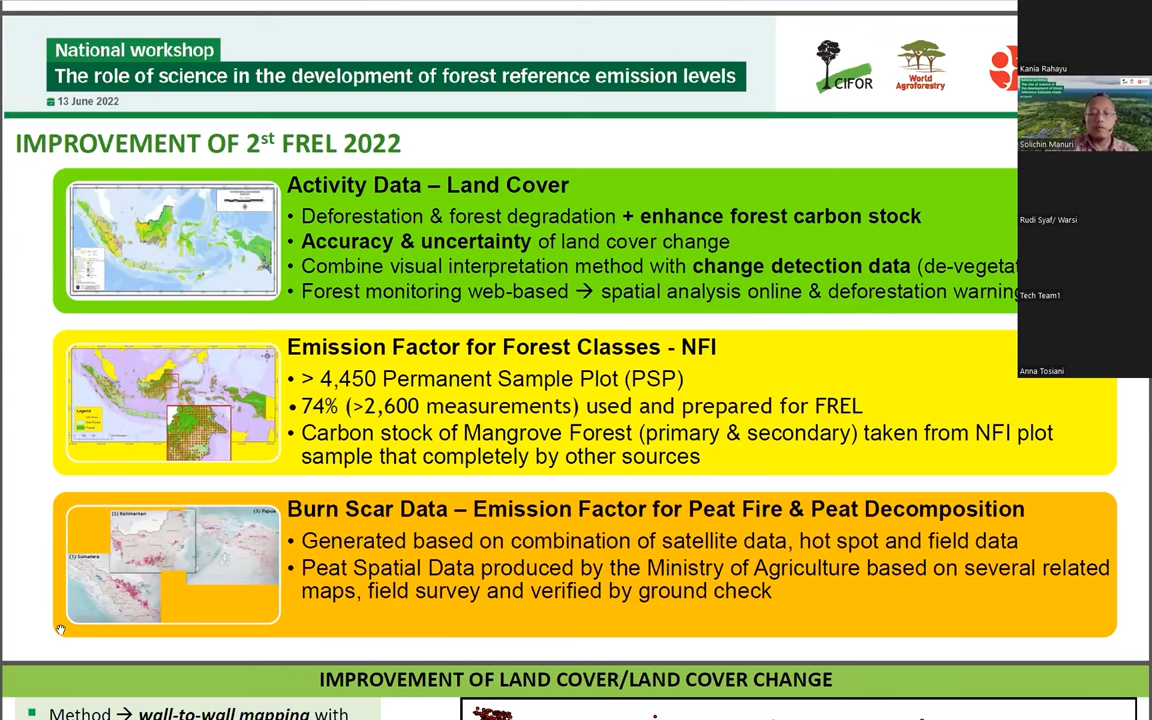 National workshop
The role of science in the development of forest reference emission levels
13 June 2022
CIFOR
World
Agroforestry
Kania Rahayu
Solichin Manuri
Rudi Syaf/ Warsi
Tech Team1
Anna Tosiani
IMPROVEMENT OF 2st FREL 2022
Activity Data – Land Cover
• Deforestation & forest degradation + enhance forest carbon stock
• Accuracy & uncertainty of land cover change
• Combine visual interpretation method with change detection data (de-vegetat
• Forest monitoring web-based → spatial analysis online & deforestation warning
Emission Factor for Forest Classes - NFI
• > 4,450 Permanent Sample Plot (PSP)
• 74% (>2,600 measurements) used and prepared for FREL
• Carbon stock of Mangrove Forest (primary & secondary) taken from NFI plot
sample that completely by other sources
Legend
(2) Kalimantan
(3) Papua
(1) Sumatera
Burn Scar Data – Emission Factor for Peat Fire & Peat Decomposition
• Generated based on combination of satellite data, hot spot and field data
• Peat Spatial Data produced by the Ministry of Agriculture based on several related
maps, field survey and verified by ground check
IMPROVEMENT OF LAND COVER/LAND COVER CHANGE
Method → wall-to-wall mapping with